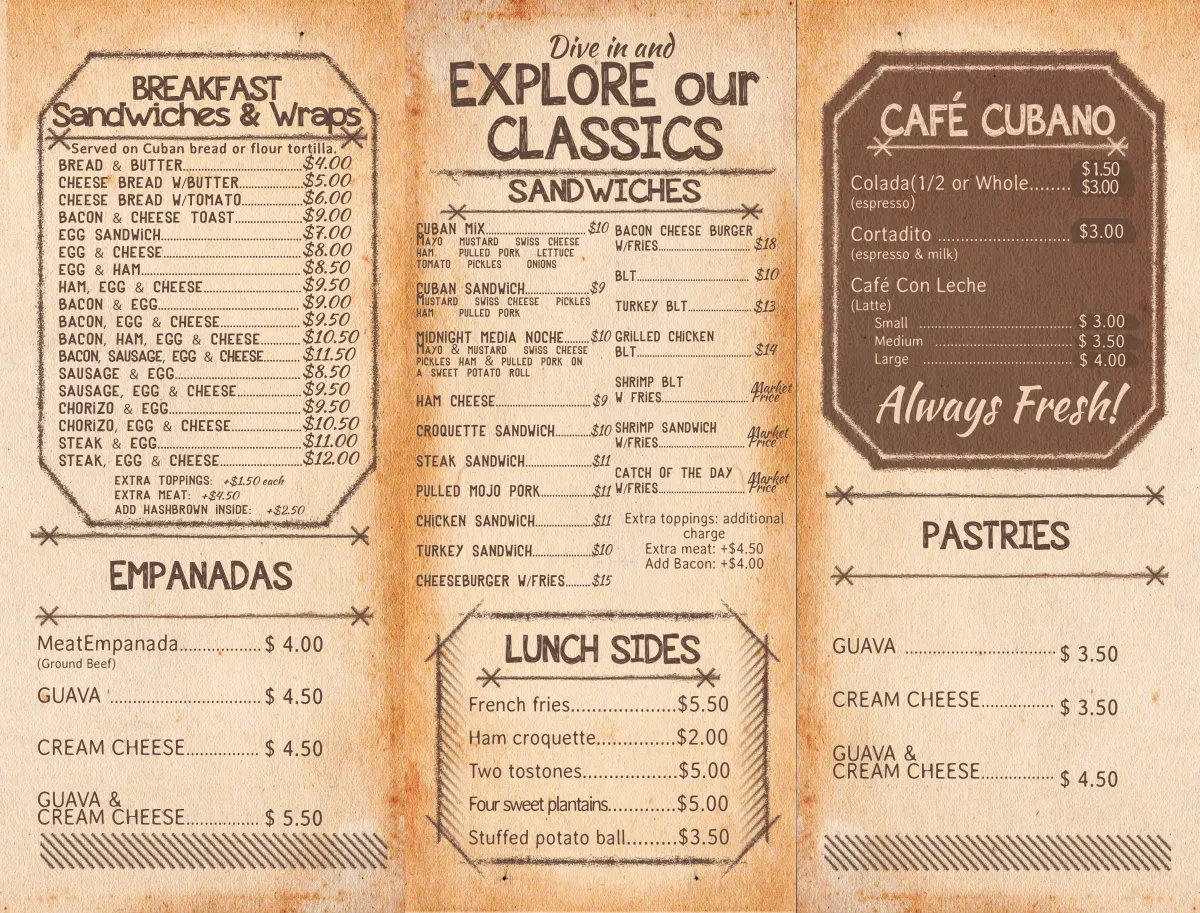 BREAKFAST
Sandwiches & Wraps
Served on Cuban bread or flour tortilla.
BREAD & BUTTER..............................$4.00
CHEESE BREAD W/BUTTER................$5.00
CHEESE BREAD W/TOMATO...............$6.00
BACON & CHEESE TOAST.................$9.00
EGG SANDWICH...................................$7.00
EGG & CHEESE...................................$8.00
EGG & HAM........................................$8.50
HAM, EGG & CHEESE.........................$9.50
BACON & EGG....................................$9.00
BACON, EGG & CHEESE.....................$9.50
BACON, HAM, EGG & CHEESE...........$10.50
BACON, SAUSAGE, EGG & CHEESE..........$11.50
SAUSAGE & EGG................................$8.50
SAUSAGE, EGG & CHEESE................$9.50
CHORIZO & EGG.................................$9.50
CHORIZO, EGG & CHEESE..................$10.50
STEAK & EGG.....................................$11.00
STEAK, EGG & CHEESE.....................$12.00
EXTRA TOPPINGS: +$1.50 each
EXTRA MEAT: +$4.50
ADD HASHBROWN INSIDE: +$2.50
EMPANADAS
MeatEmpanada.................$ 4.00
(Ground Beef)
GUAVA ...............................$ 4.50
CREAM CHEESE............... $ 4.50
GUAVA &
CREAM CHEESE............... $ 5.50
Dive in and
EXPLORE our
CLASSICS
SANDWICHES
CUBAN MIX.................................$10
MAYO MUSTARD SWISS CHEESE
HAM, PULLED PORK LETTUCE
TOMATO PICKLES ONIONS
CUBAN SANDWICH......................$9
MUSTARD SWISS CHEESE PICKLES
HAM PULLED PORK
MIDNIGHT MEDIA NOCHE........$10
MAYO & MUSTARD SWISS CHEESE
PICKLES HAM & PULLED PORK ON
A SWEET POTATO ROLL
HAM CHEESE................................$9
CROQUETTE SANDWICH............$10
STEAK SANDWICH......................$11
PULLED MOJO PORK.................$11
CHICKEN SANDWICH..................$11
TURKEY SANDWICH...................$10
CHEESEBURGER W/FRIES........$15
BACON CHEESE BURGER
W/FRIES................................$18
BLT.......................................$10
TURKEY BLT.........................$13
GRILLED CHICKEN
BLT.......................................$14
SHRIMP BLT
W FRIES.............................Market Price
SHRIMP SANDWICH
W/FRIES.............................Market Price
CATCH OF THE DAY
W/FRIES.............................Market Price
Extra toppings: additional
charge
Extra meat: +$4.50
Add Bacon: +$4.00
LUNCH SIDES
French fries.................$5.50
Ham croquette.............$2.00
Two tostones...............$5.00
Four sweet plantains............$5.00
Stuffed potato ball.........$3.50
CAFÉ CUBANO
Colada(1/2 or Whole....... $1.50
$3.00
(espresso)
Cortadito ...................... $3.00
(espresso & milk)
Café Con Leche
(Latte)
Small ........................................ $ 3.00
Medium .................................... $ 3.50
Large ........................................ $ 4.00
Always Fresh!
PASTRIES
GUAVA ...............................$ 3.50
CREAM CHEESE............... $ 3.50
GUAVA &
CREAM CHEESE............... $ 4.50